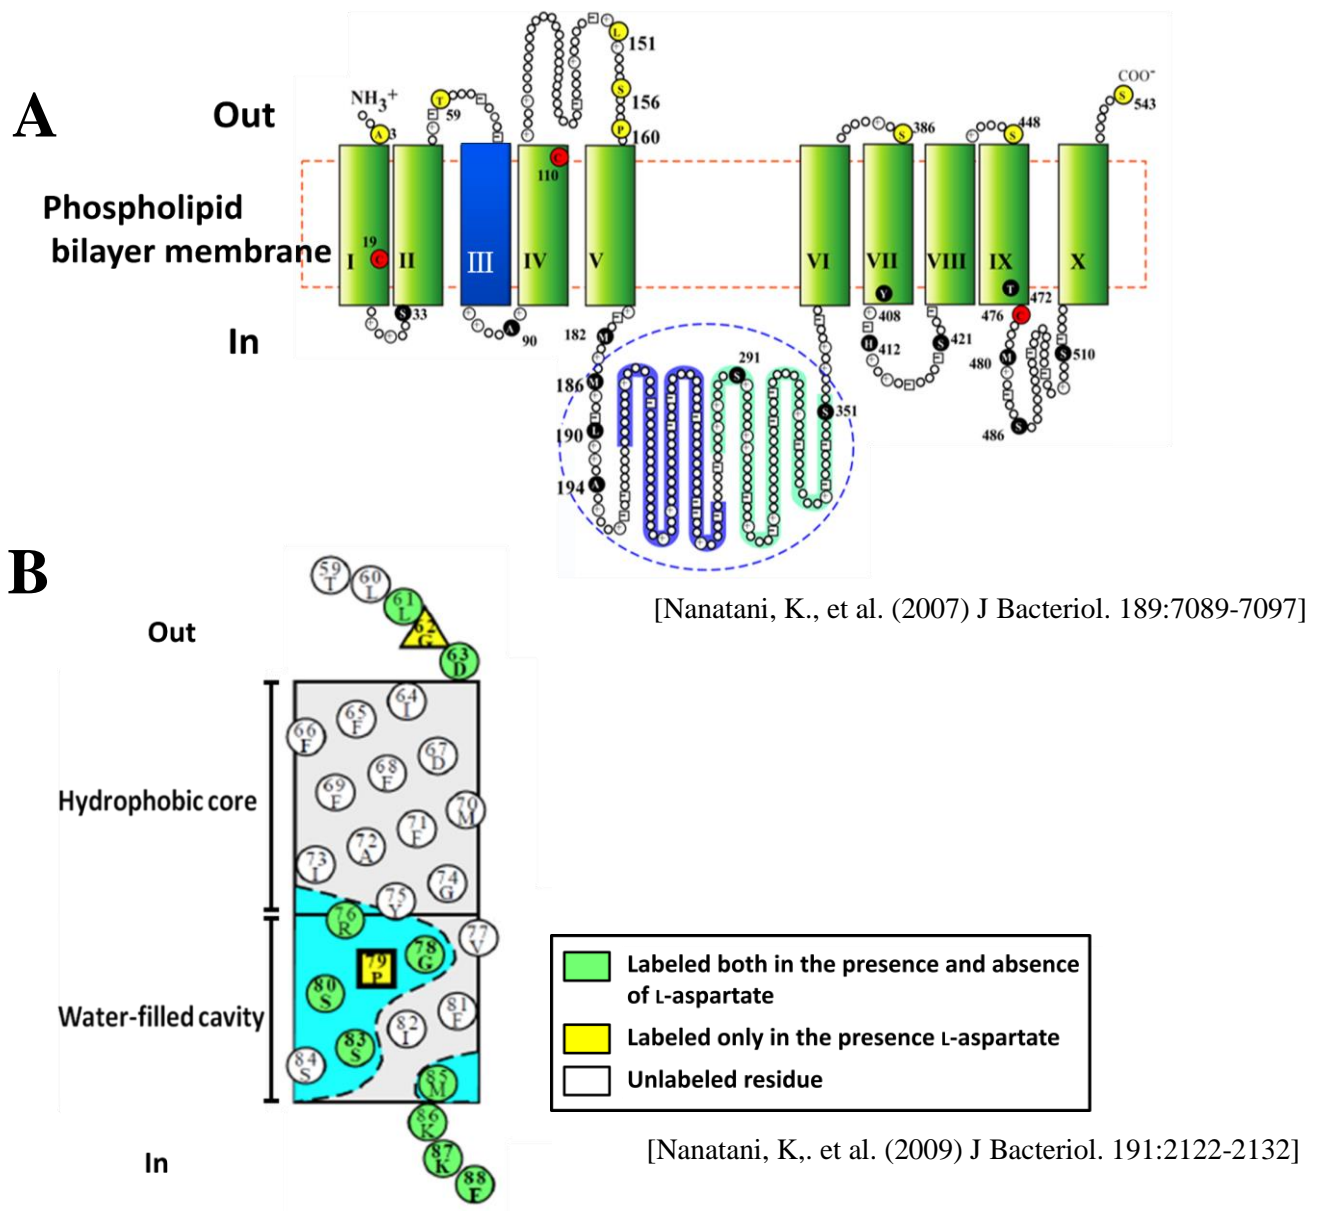 A
Out
Phospholipid
bilayer membrane
In
NH3+
COO-
A 3
T 59
L 151
S 156
P 160
S 386
S 448
S 543
19 C
C 110
I
II
III
IV
V
VI
VII
VIII
IX
X
S 33
A 90
182 M
186 M
190 L
194 A
291 S
S 351
Y 408
H 412
S 421
T 472
476 C
480 M
486 S
S 510
[Nanatani, K., et al. (2007) J Bacteriol. 189:7089-7097]
B
Out
59 T
60 L
61 L
62 G
63 D
64 I
65 F
66 F
67 D
68 F
69 F
70 M
71 F
72 A
73 I
74 G
75 Y
76 R
77 V
78 G
79 P
80 S
81 F
82 I
83 S
84 S
85 M
86 K
87 K
88 F
Hydrophobic core
Water-filled cavity
In
Labeled both in the presence and absence
of L-aspartate
Labeled only in the presence L-aspartate
Unlabeled residue
[Nanatani, K,. et al. (2009) J Bacteriol. 191:2122-2132]